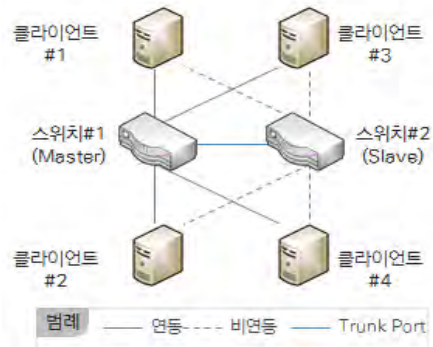 클라이언트
#1
클라이언트
#3
스위치#1
(Master)
스위치#2
(Slave)
클라이언트
#2
클라이언트
#4
범례 연동 비연동 Trunk Port